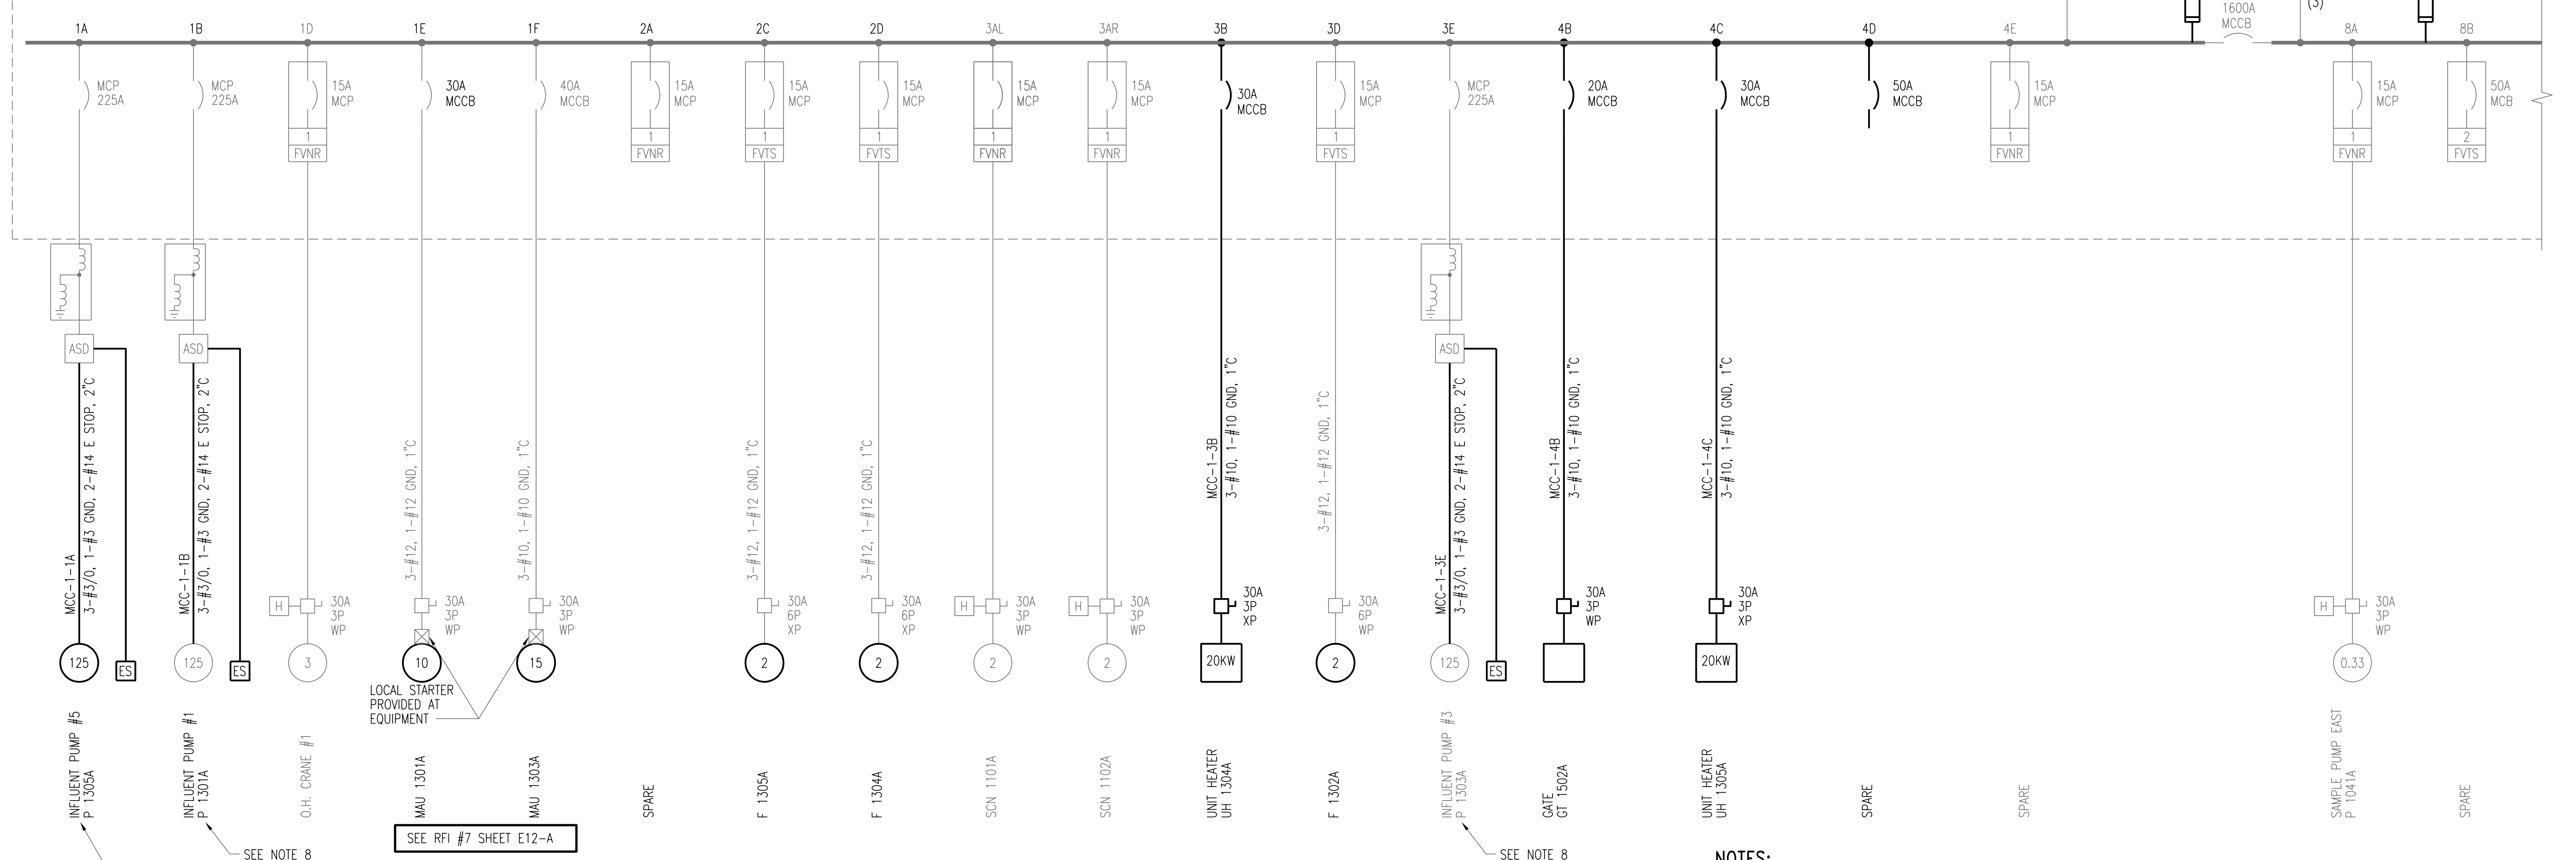 1600A
MCCB
(3)
1A
1B
1D
1E
1F
2A
2C
2D
3AL
3AR
3B
3D
3E
4B
4C
4D
4E
8A
8B
MCP
225A
MCP
225A
15A
MCP
30A
MCCB
40A
MCCB
15A
MCP
15A
MCP
15A
MCP
15A
MCP
15A
MCP
30A
MCCB
15A
MCP
MCP
225A
20A
MCCB
30A
MCCB
50A
MCCB
15A
MCP
15A
MCP
50A
MCB
1
FVNR
1
FVNR
1
FVTS
1
FVTS
1
FVNR
1
FVNR
1
FVTS
1
FVNR
1
FVNR
2
FVTS
ASD
ASD
ASD
MCC-1-1A
3-#3/0, 1-#3 GND, 2-#14 E STOP, 2"C
MCC-1-1B
3-#3/0, 1-#3 GND, 2-#14 E STOP, 2"C
3-#12, 1-#12 GND, 1"C
3-#10, 1-#10 GND, 1"C
3-#12, 1-#12 GND, 1"C
3-#12, 1-#12 GND, 1"C
MCC-1-3B
3-#10, 1-#10 GND, 1"C
3-#12, 1-#12 GND, 1"C
MCC-1-3E
3-#3/0, 1-#3 GND, 2-#14 E STOP, 2"C
MCC-1-4B
3-#10, 1-#10 GND, 1"C
MCC-1-4C
3-#10, 1-#10 GND, 1"C
H
30A
3P
WP
30A
3P
WP
30A
3P
WP
30A
6P
XP
30A
6P
XP
H
30A
3P
WP
H
30A
3P
WP
30A
3P
XP
30A
6P
XP
30A
3P
WP
30A
3P
XP
H
30A
3P
WP
125
ES
125
ES
3
10
15
2
2
2
2
20KW
2
125
ES
20KW
0.33
LOCAL STARTER
PROVIDED AT
EQUIPMENT
INFLUENT PUMP #5
P 1305A
INFLUENT PUMP #1
P 1301A
O.H. CRANE #1
MAU 1301A
MAU 1303A
SPARE
F 1305A
F 1304A
SCN 1101A
SCN 1102A
UNIT HEATER
UH 1304A
F 1302A
INFLUENT PUMP #3
P 1303A
GATE
GT 1502A
UNIT HEATER
UH 1305A
SPARE
SPARE
SAMPLE PUMP EAST
P 1041A
SPARE
SEE RFI #7 SHEET E12-A
SEE NOTE 8
SEE NOTE 8
NOTES: